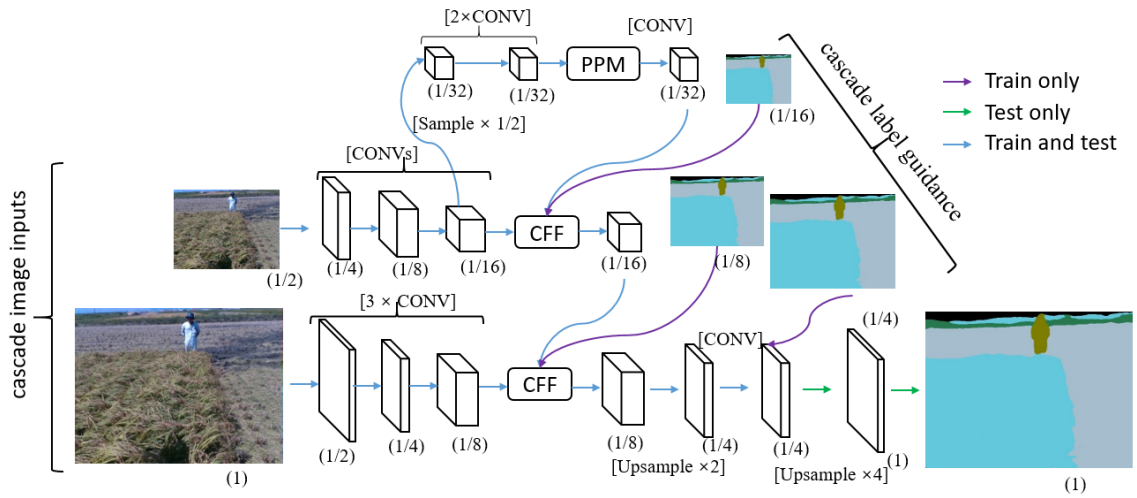 [2×CONV]
[CONV]
PPM
(1/32)
(1/32)
(1/32)
(1/16)
cascade label guidance
Train only
Test only
Train and test
[Sample × 1/2]
[CONVs]
CFF
(1/2)
(1/4)
(1/8)
(1/16)
(1/16)
(1/8)
cascade image inputs
[3 × CONV]
(1/4)
[CONV]
CFF
(1/2)
(1/4)
(1/8)
(1/8)
(1/4)
(1/4)
(1)
[Upsample ×2]
[Upsample ×4]
(1)
(1)